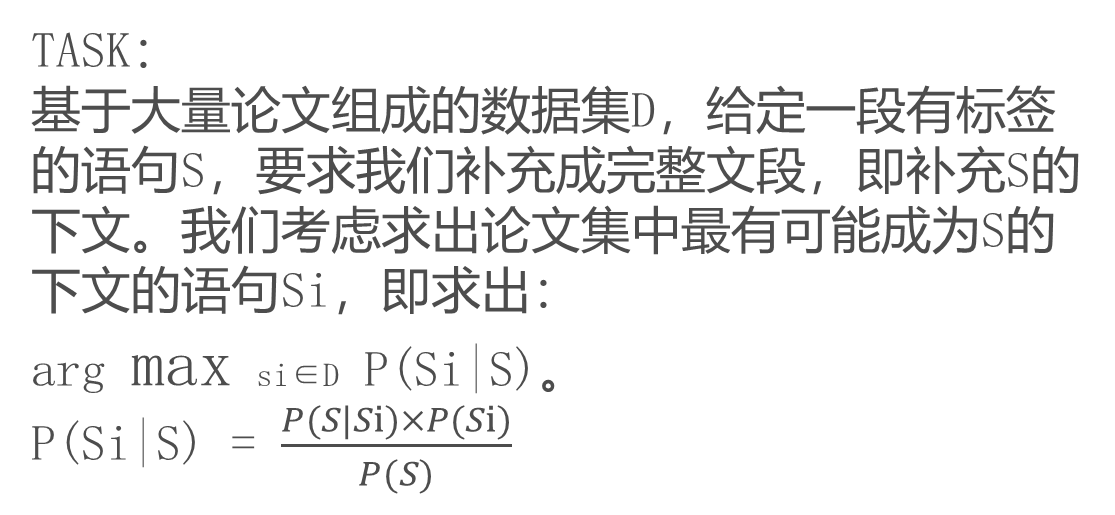 TASK:
基于大量论文组成的数据集D，给定一段有标签
的语句S，要求我们补充成完整文段，即补充S的
下文。我们考虑求出论文集中最有可能成为S的
下文的语句Si，即求出：
arg max si∈D P(Si|S)。
P(Si|S) = P(S|Si)×P(Si) / P(S)